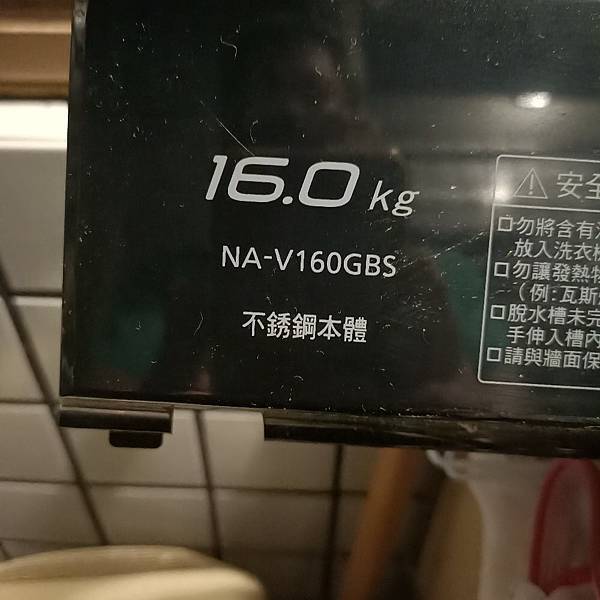 16.0 kg
NA-V160GBS
不銹鋼本體
⚠ 安全
□勿將含有
放入洗衣機
□勿讓發熱物
（例:瓦斯
□脫水槽未完
手伸入槽內
□請與牆面保